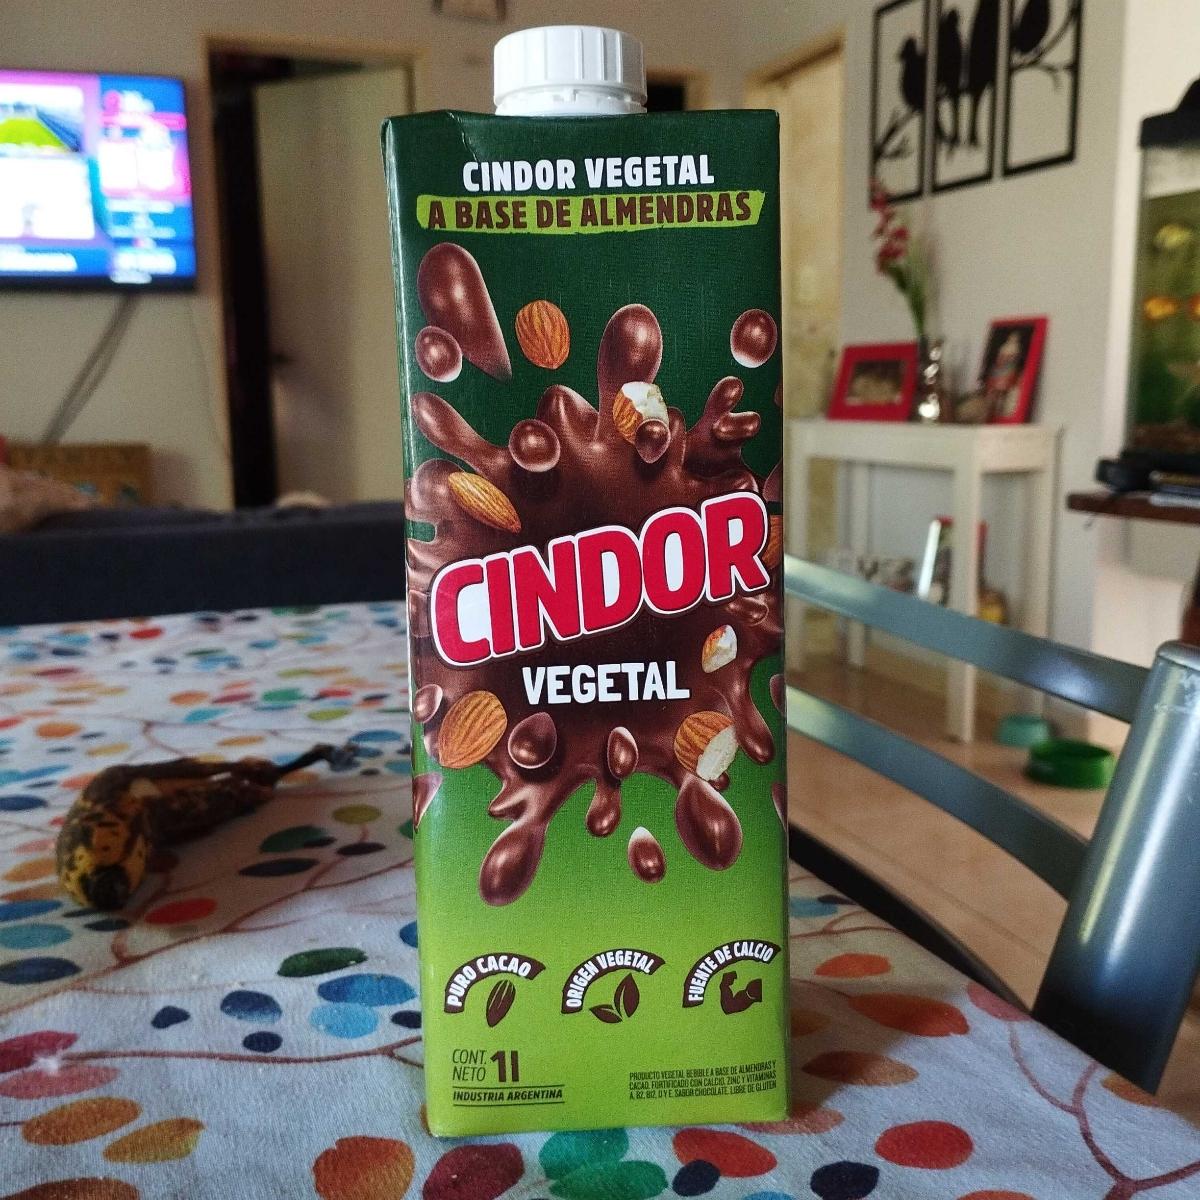 CINDOR VEGETAL
A BASE DE ALMENDRAS
CINDOR
VEGETAL
PURO CACAO
ORIGEN VEGETAL
FUENTE DE CALCIO
CONT.
NETO 1l
INDUSTRIA ARGENTINA
PRODUCTO VEGETAL BEBIBLE A BASE DE ALMENDRAS Y
CACAO, FORTIFICADO CON CALCIO, ZINC Y VITAMINAS
A, B2, B12, D Y E. SABOR CHOCOLATE. LIBRE DE GLUTEN